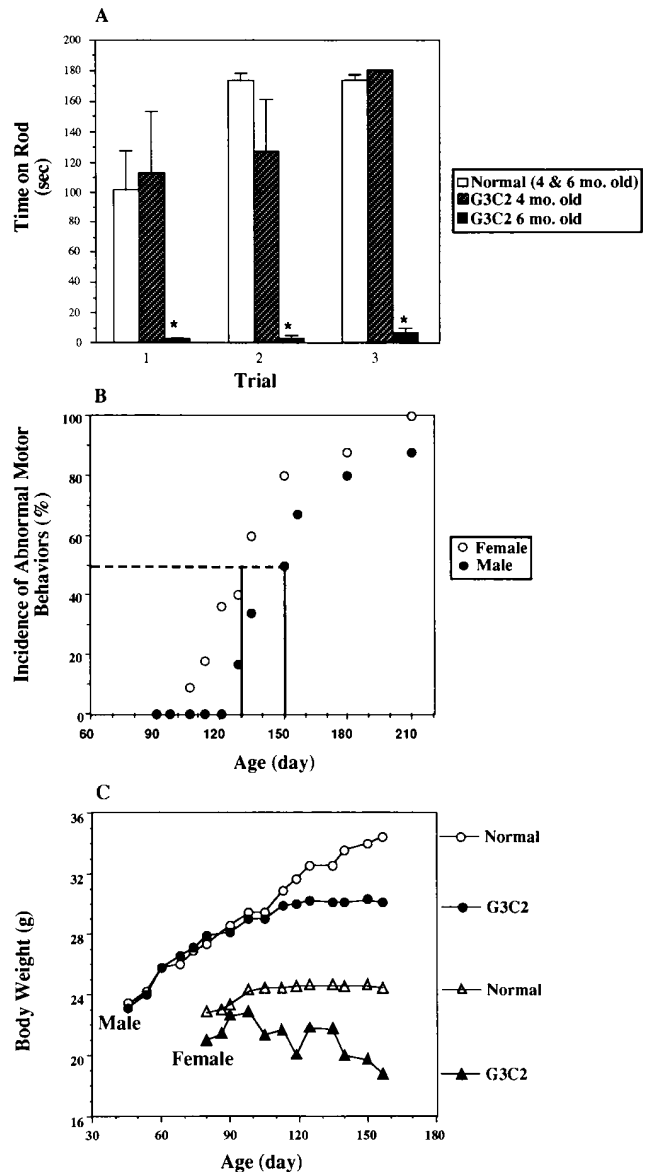 A
200
180
160
140
120
100
80
60
40
20
0
Time on Rod
(sec)
*
*
*
1 2 3
Trial
Normal (4 & 6 mo. old)
G3C2 4 mo. old
G3C2 6 mo. old
B
100
80
60
40
20
0
Incidence of Abnormal Motor
Behaviors (%)
60 90 120 150 180 210
Age (day)
Female
Male
C
36
32
28
24
20
16
Body Weight (g)
Male
Female
Normal
G3C2
Normal
G3C2
30 60 90 120 150 180
Age (day)